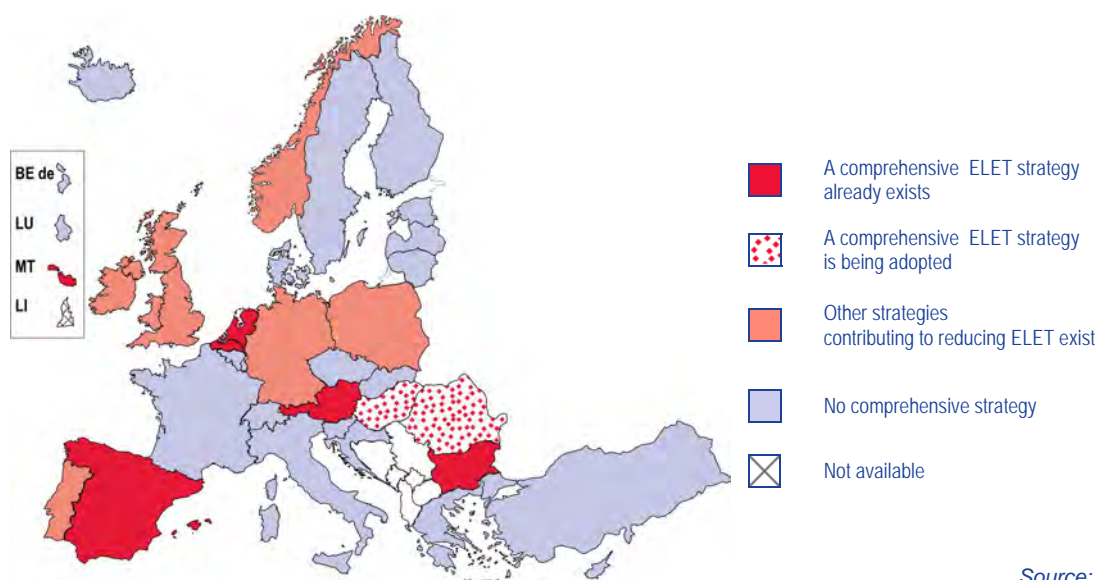 BE de
LU
MT
LI
A comprehensive ELET strategy
already exists
A comprehensive ELET strategy
is being adopted
Other strategies
contributing to reducing ELET exist
No comprehensive strategy
Not available
Source: